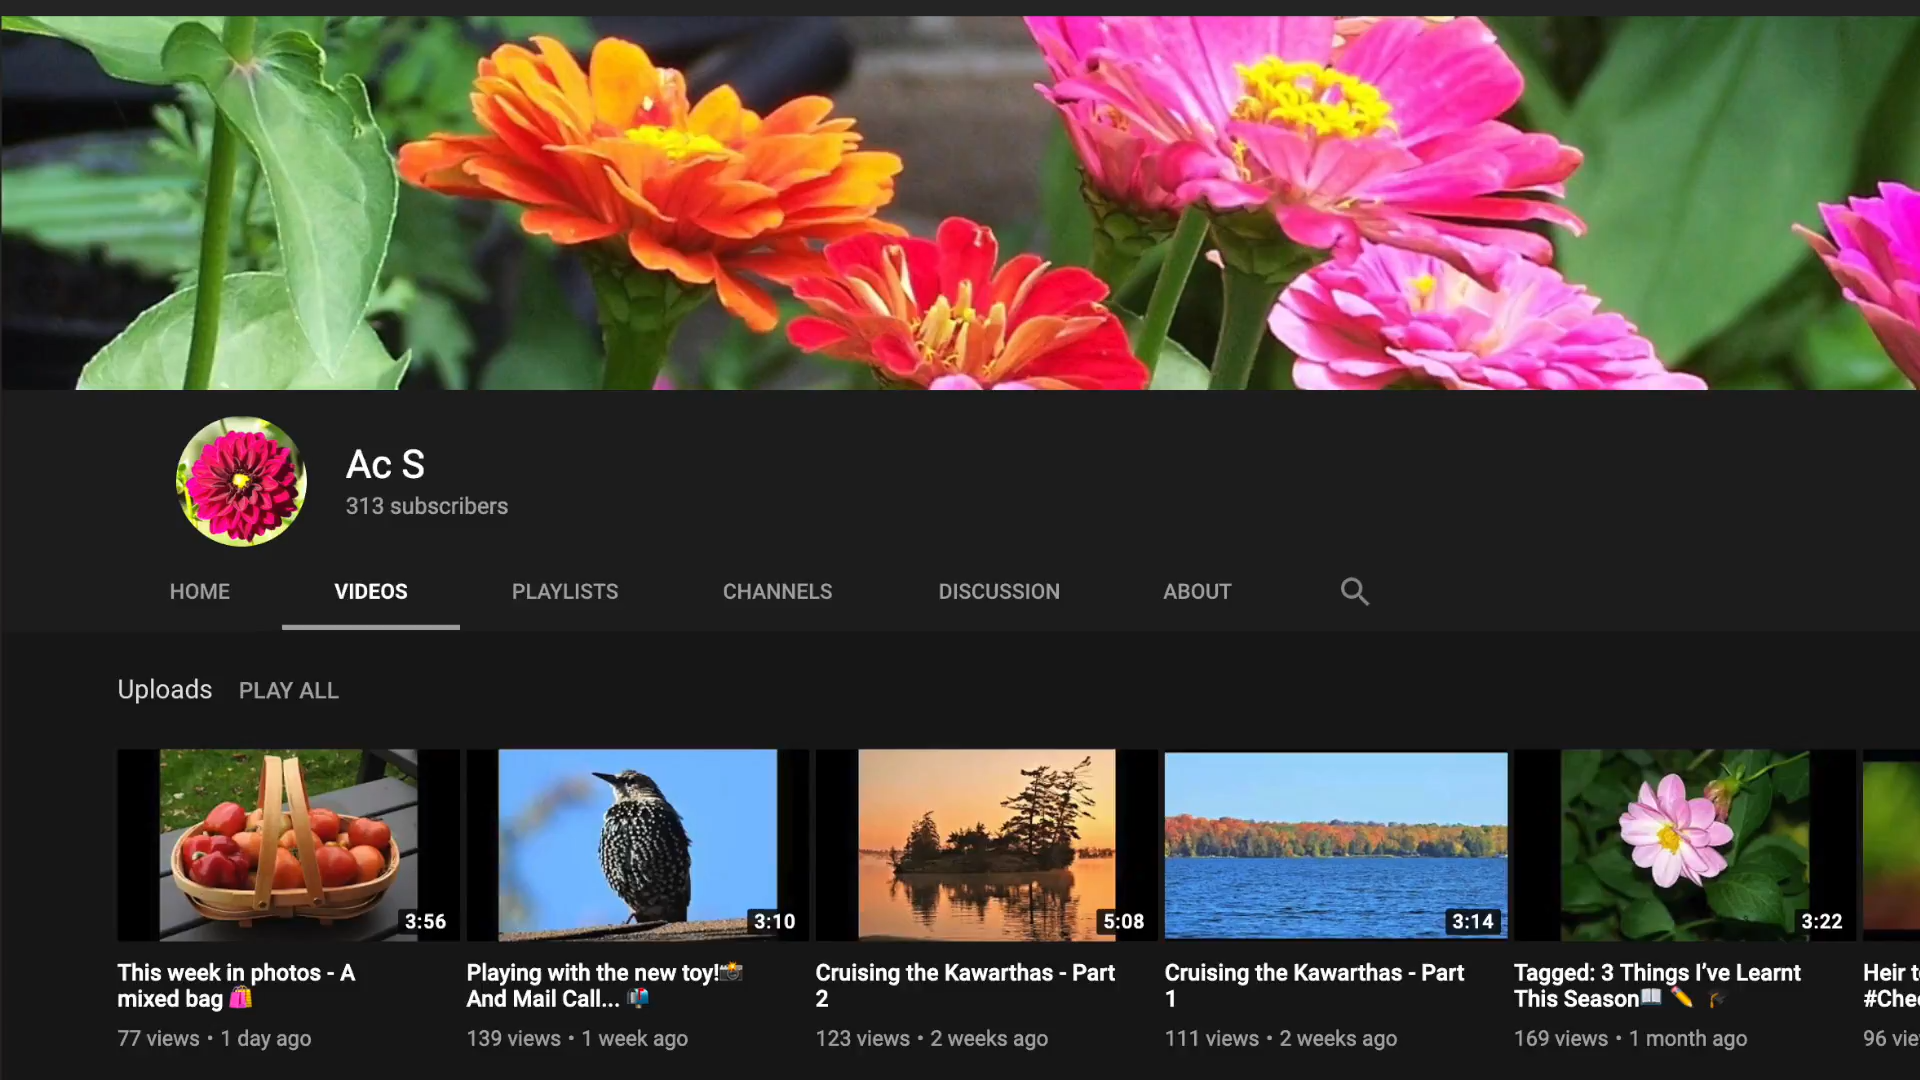 Ac S
313 subscribers
HOME VIDEOS PLAYLISTS CHANNELS DISCUSSION ABOUT
Uploads PLAY ALL
3:56
3:10
5:08
3:14
3:22
This week in photos - A
mixed bag🛍️
77 views • 1 day ago
Playing with the new toy!📸
And Mail Call... 📬
139 views • 1 week ago
Cruising the Kawarthas - Part
2
123 views • 2 weeks ago
Cruising the Kawarthas - Part
1
111 views • 2 weeks ago
Tagged: 3 Things I’ve Learnt
This Season📖 ✏️ 🎓
169 views • 1 month ago
Heir
96